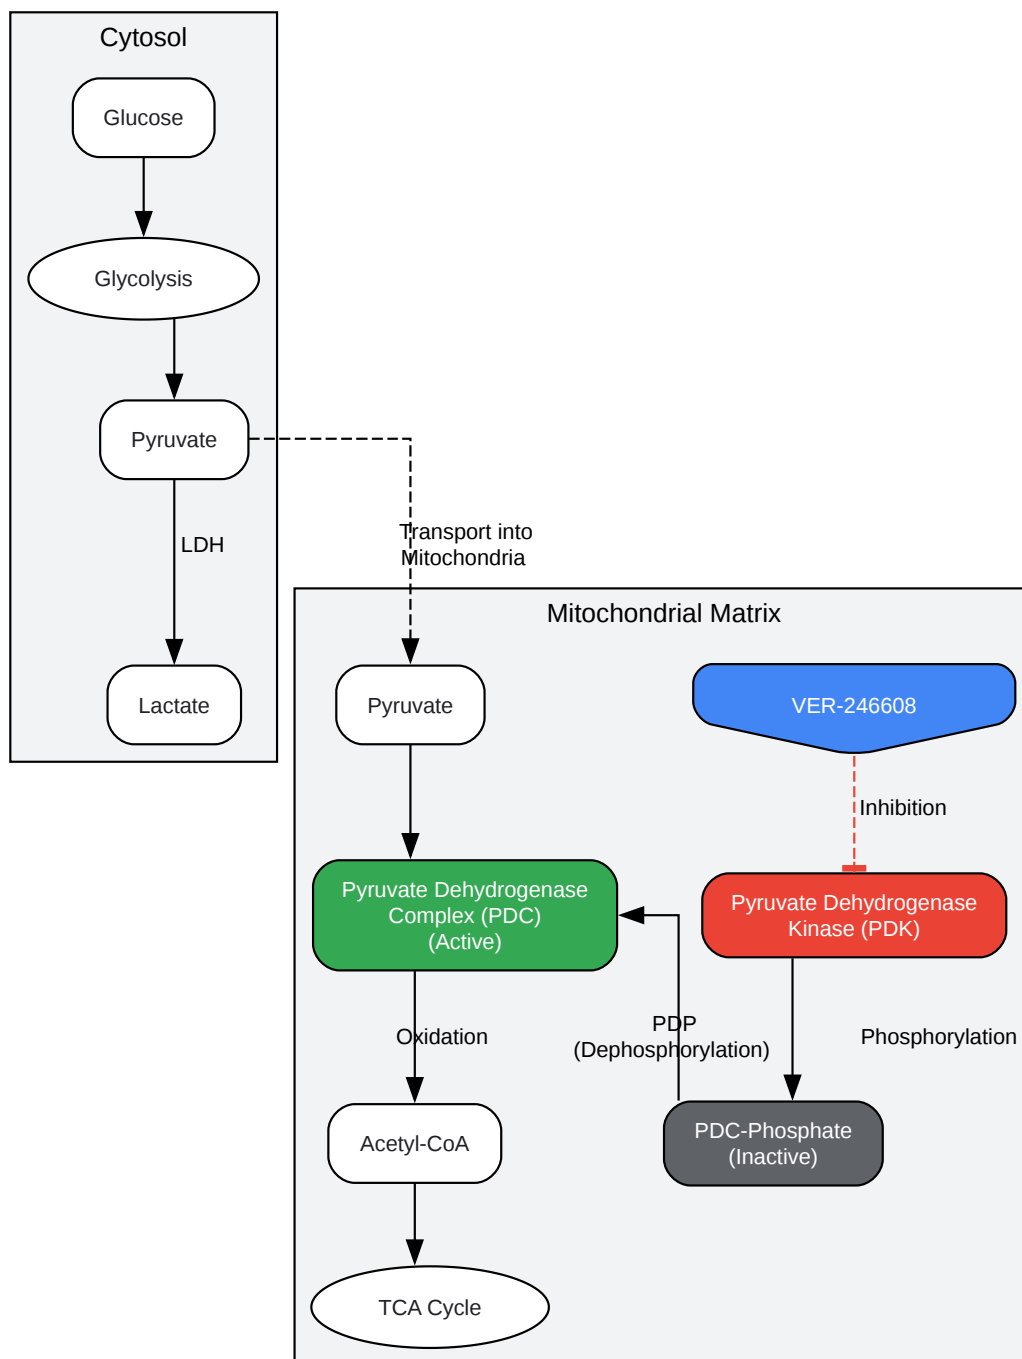 Cytosol
Glucose
Glycolysis
Pyruvate
LDH
Lactate
Transport into
Mitochondria
Mitochondrial Matrix
Pyruvate
VER-246608
Inhibition
Pyruvate Dehydrogenase
Complex (PDC)
(Active)
Pyruvate Dehydrogenase
Kinase (PDK)
Oxidation
PDP
(Dephosphorylation)
Phosphorylation
Acetyl-CoA
PDC-Phosphate
(Inactive)
TCA Cycle